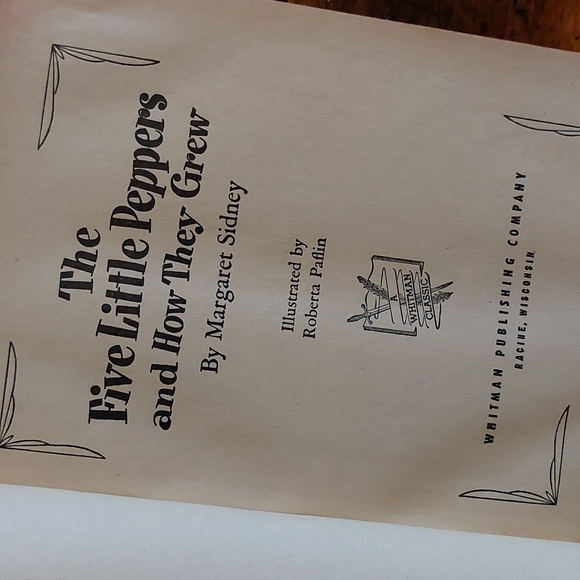 The
Five Little Peppers
and How They Grew
By Margaret Sidney
Illustrated by
Roberta Paflin
A
WHITMAN
CLASSIC
WHITMAN PUBLISHING COMPANY
RACINE, WISCONSIN